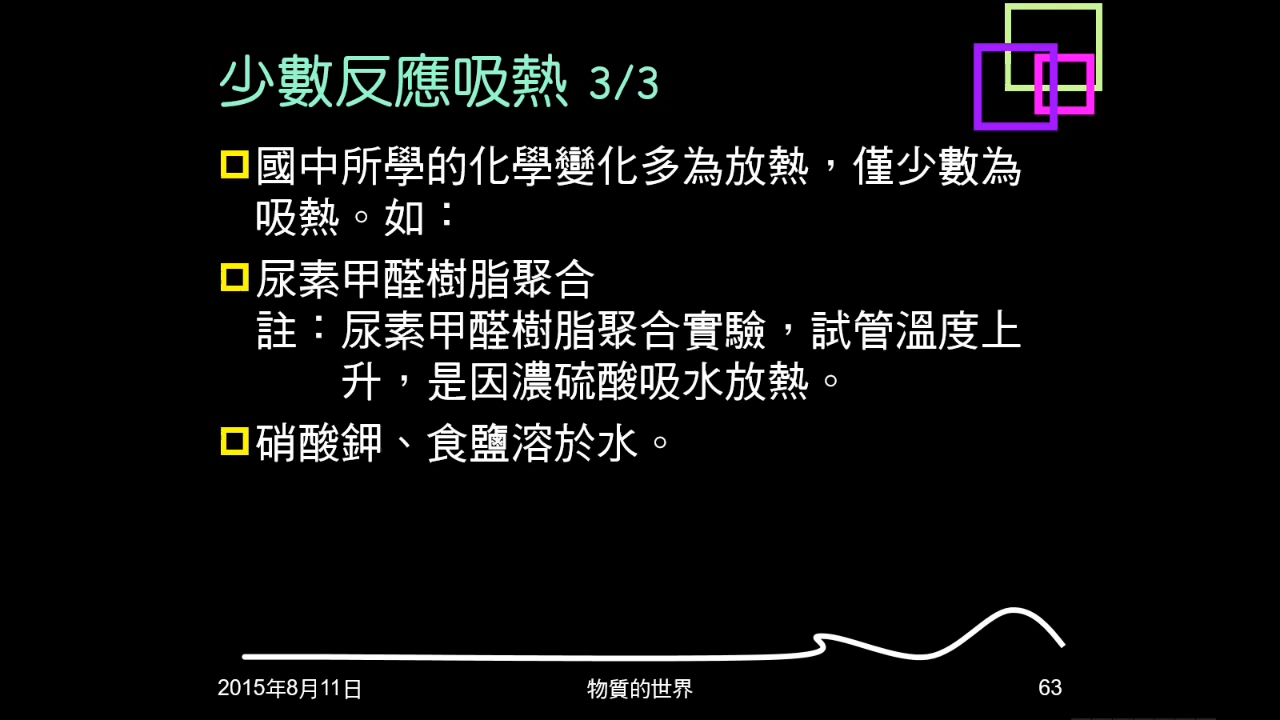 少數反應吸熱 3/3
國中所學的化學變化多為放熱，僅少數為
吸熱。如：
尿素甲醛樹脂聚合
註：尿素甲醛樹脂聚合實驗，試管溫度上
升，是因濃硫酸吸水放熱。
硝酸鉀、食鹽溶於水。
2015年8月11日
物質的世界
63